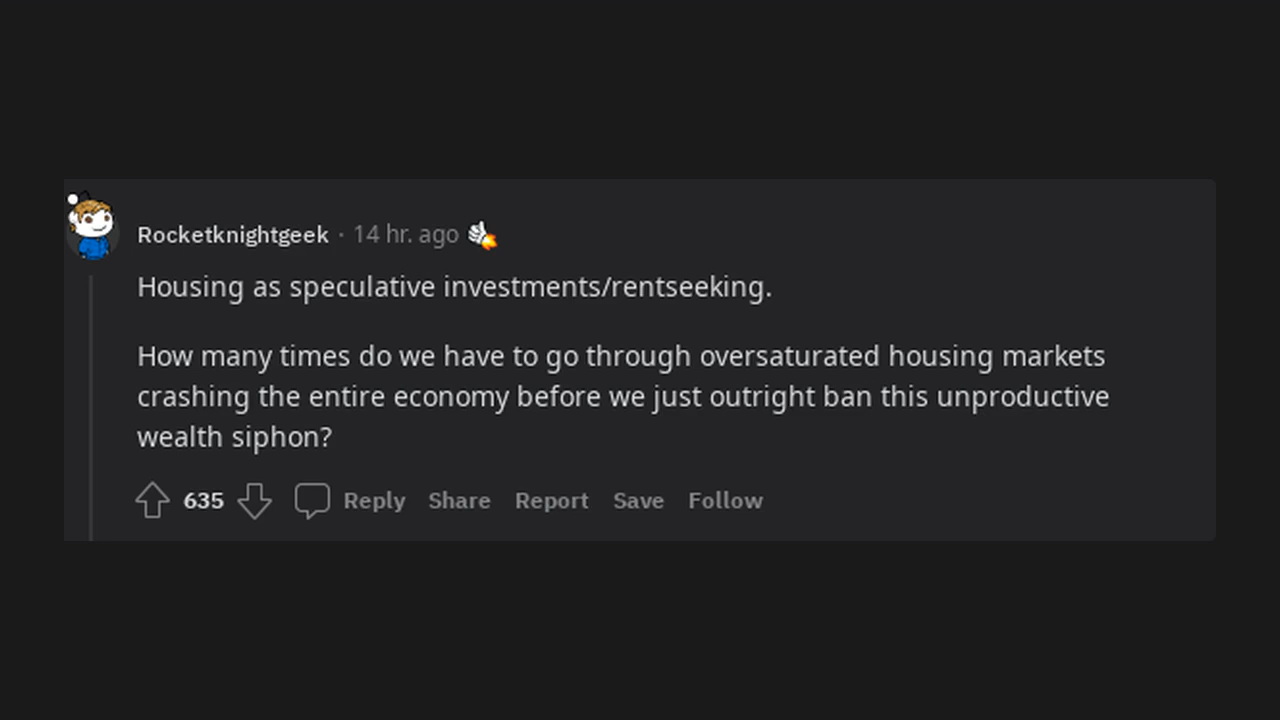 Rocketknightgeek · 14 hr. ago
Housing as speculative investments/rentseeking.
How many times do we have to go through oversaturated housing markets
crashing the entire economy before we just outright ban this unproductive
wealth siphon?
635 Reply Share Report Save Follow